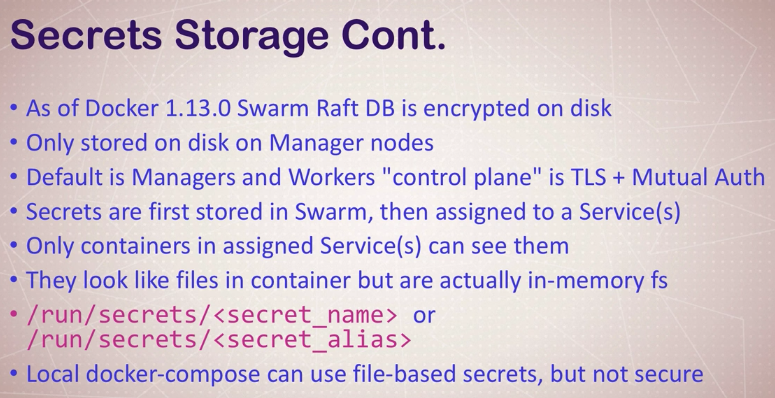 Secrets Storage Cont.
• As of Docker 1.13.0 Swarm Raft DB is encrypted on disk
• Only stored on disk on Manager nodes
• Default is Managers and Workers "control plane" is TLS + Mutual Auth
• Secrets are first stored in Swarm, then assigned to a Service(s)
• Only containers in assigned Service(s) can see them
• They look like files in container but are actually in-memory fs
• /run/secrets/<secret_name> or
/run/secrets/<secret_alias>
• Local docker-compose can use file-based secrets, but not secure